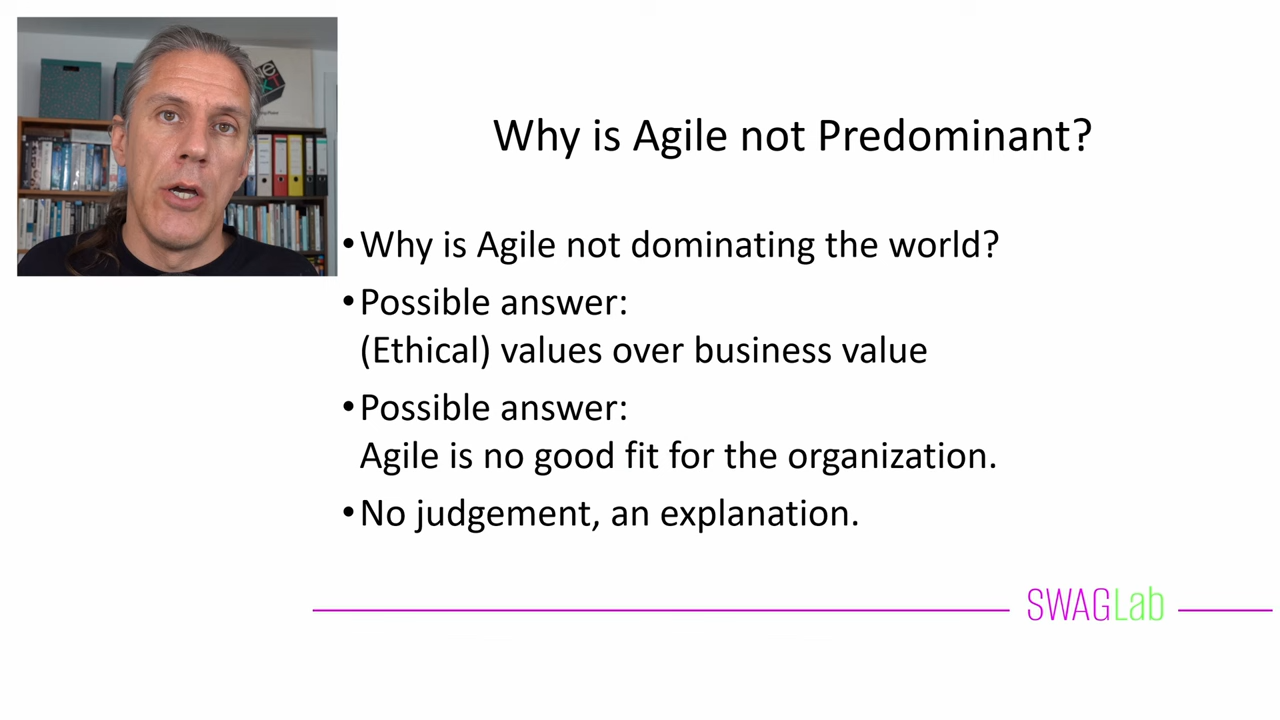 Why is Agile not Predominant?
•Why is Agile not dominating the world?
•Possible answer:
(Ethical) values over business value
•Possible answer:
Agile is no good fit for the organization.
•No judgement, an explanation.
SWAGLab